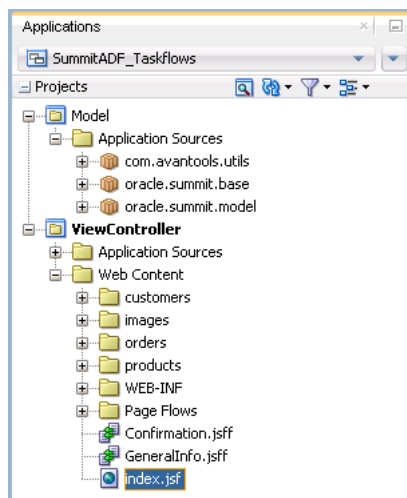 Applications
SummitADF_Taskflows
Projects
Model
Application Sources
com.avantools.utils
oracle.summit.base
oracle.summit.model
ViewController
Application Sources
Web Content
customers
images
orders
products
WEB-INF
Page Flows
Confirmation.jsff
GeneralInfo.jsff
index.jsf